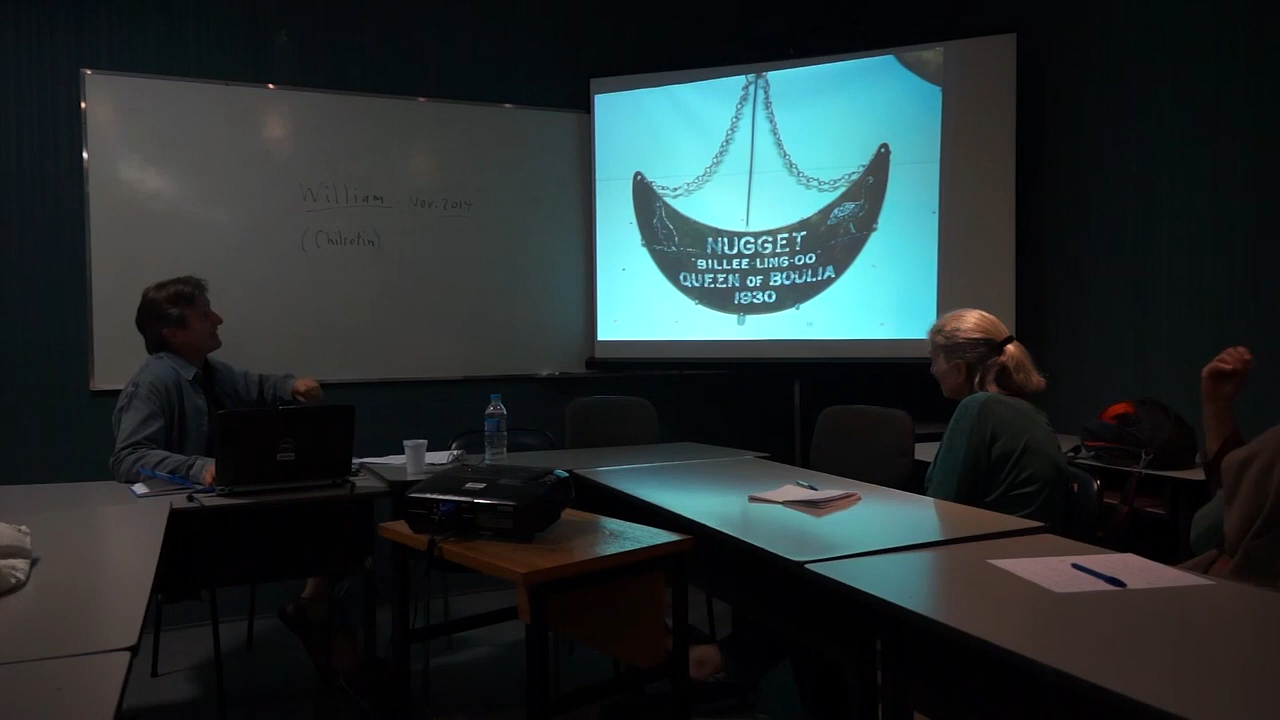 William - Nov. 2014
(Chilcotin)
NUGGET
"BILLEE-LING-OO"
QUEEN OF BOULIA
1930